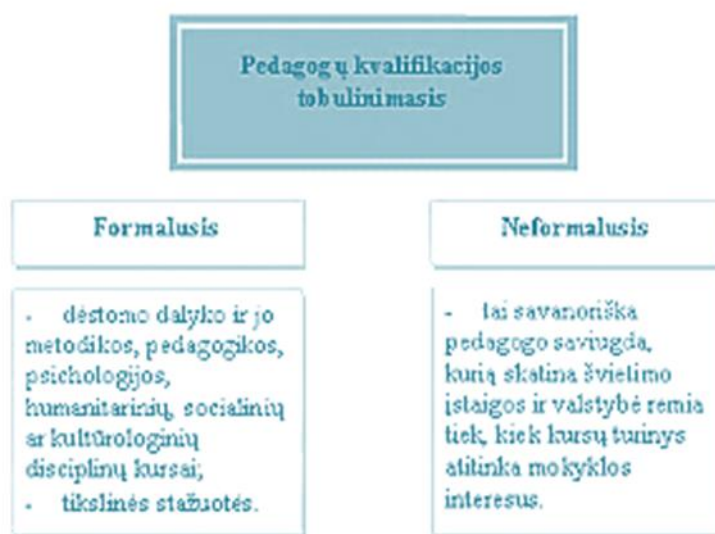 Pedagogų kvalifikacijos
tobulinimasis
Formalusis
- dėstomo dalyko ir jo
metodikos, pedagogikos,
psichologijos,
humanitarinių, socialinių
ar kultūrologinių
disciplinų kursai;
- tikslinės stažuotės.
Neformalusis
- tai savanoriška
pedagogo saviugda,
kurią skatina švietimo
įstaigos ir valstybė remia
tiek, kiek kursų turinys
atitinka mokyklos
interesus.